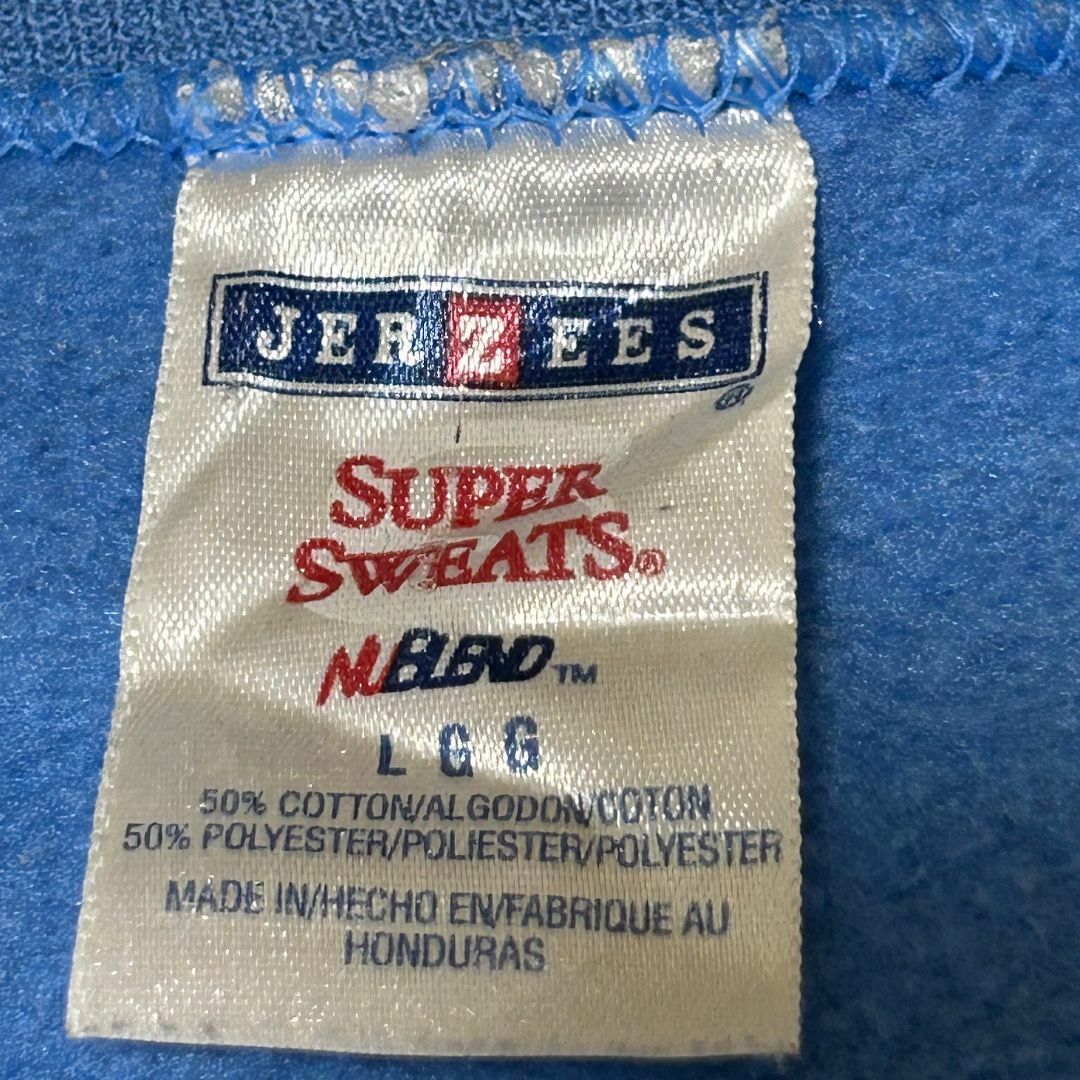 JERZEES
®
SUPER
SWEATS®
NUBLEND™
L G G
50% COTTON/ALGODON/COTON
50% POLYESTER/POLIESTER/POLYESTER
MADE IN/HECHO EN/FABRIQUE AU
HONDURAS